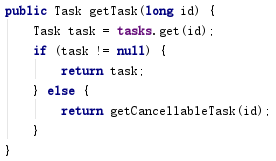 public Task getTask(long id) {
    Task task = tasks.get(id);
    if (task != null) {
        return task;
    } else {
        return getCancellableTask(id);
    }
}